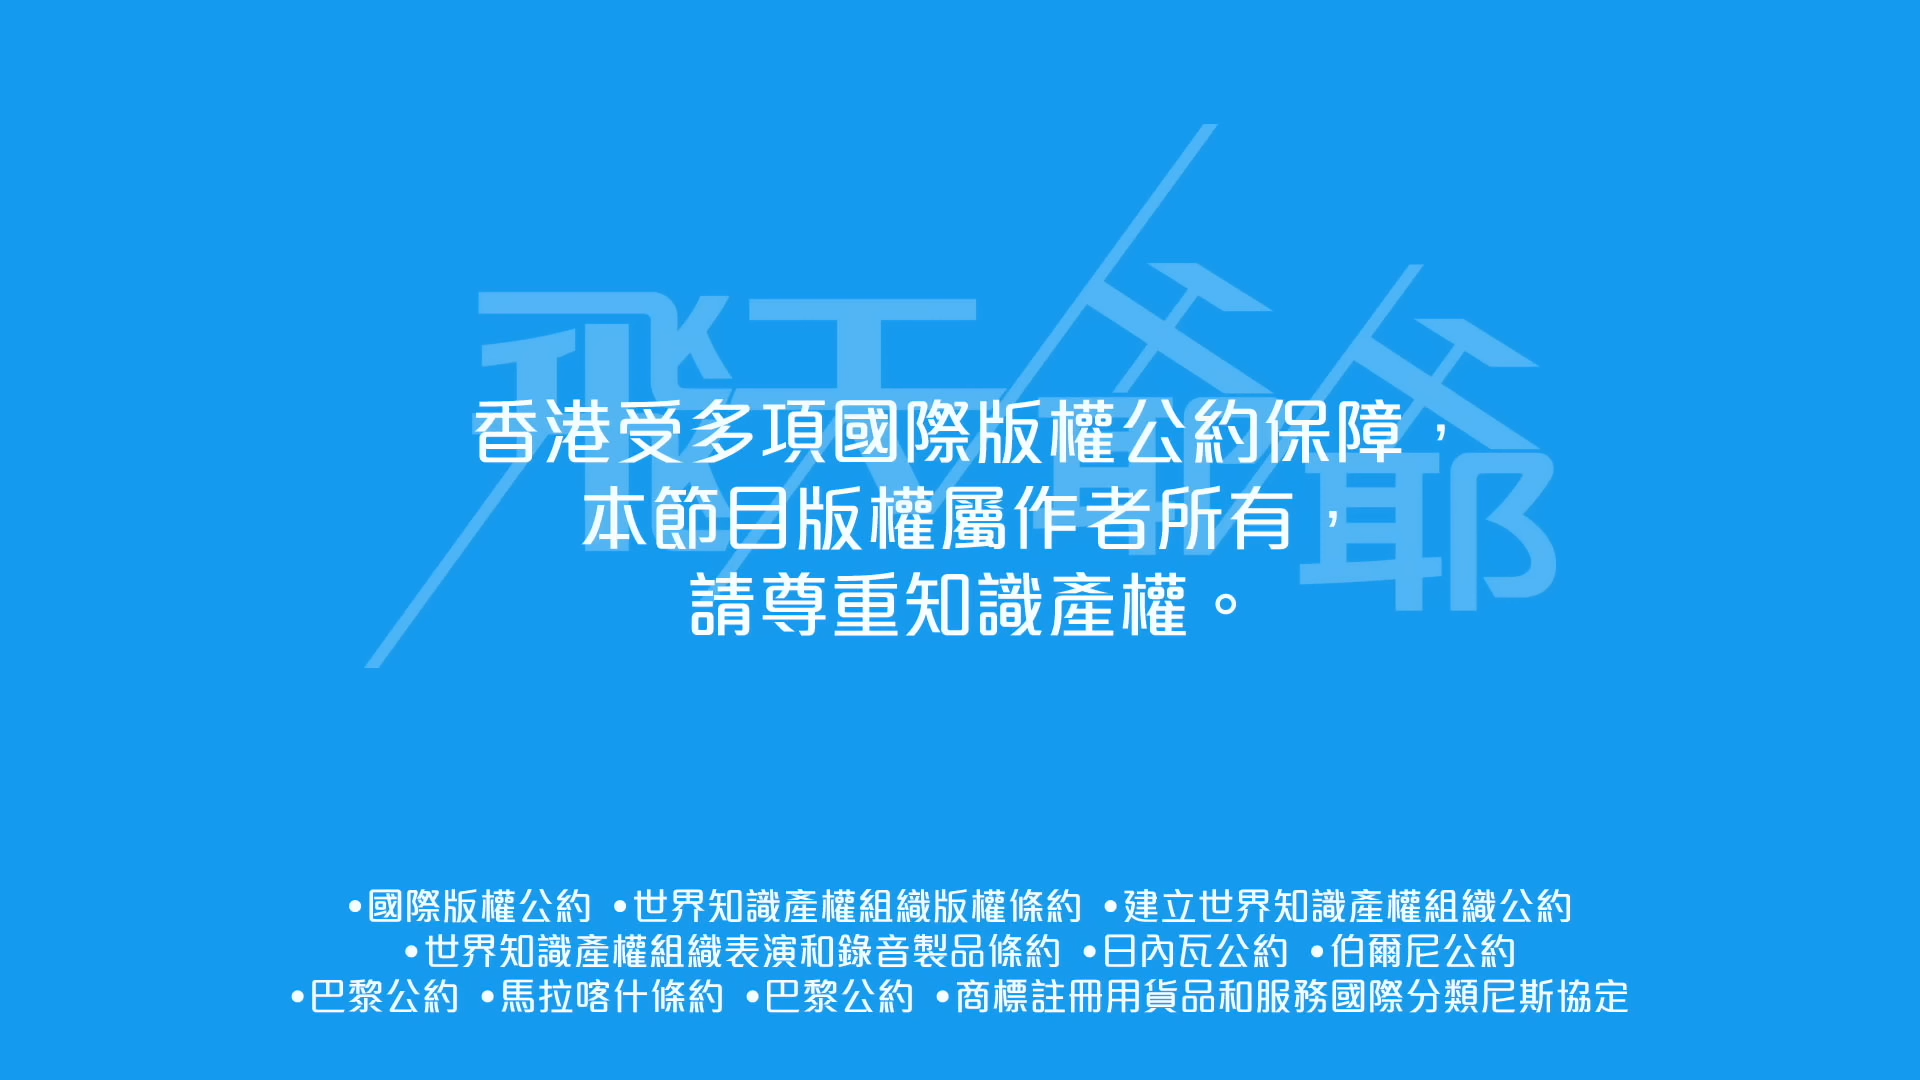 飛天爺爺
香港受多項國際版權公約保障，
本節目版權屬作者所有，
請尊重知識產權。
•國際版權公約 •世界知識產權組織版權條約 •建立世界知識產權組織公約
•世界知識產權組織表演和錄音製品條約 •日內瓦公約 •伯爾尼公約
•巴黎公約 •馬拉喀什條約 •巴黎公約 •商標註冊用貨品和服務國際分類尼斯協定